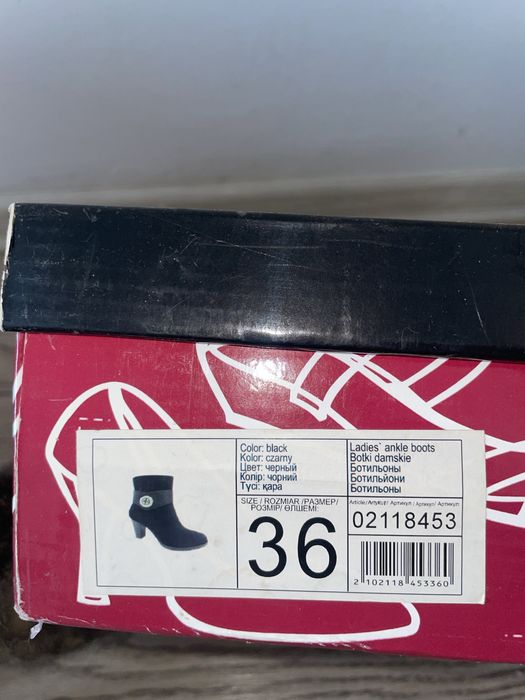 Color: black
Kolor: czarny
Цвет: черный
Колір: чорний
Түсі: қара
Ladies` ankle boots
Botki damskie
Ботильоны
Ботильйони
Ботильоны
SIZE / ROZMIAR /РАЗМЕР/
РОЗМІР/ ӨЛШЕМІ:
36
Article/Artykuł/ Артикул /Артикул/ Артикул
02118453
2 102118 453360